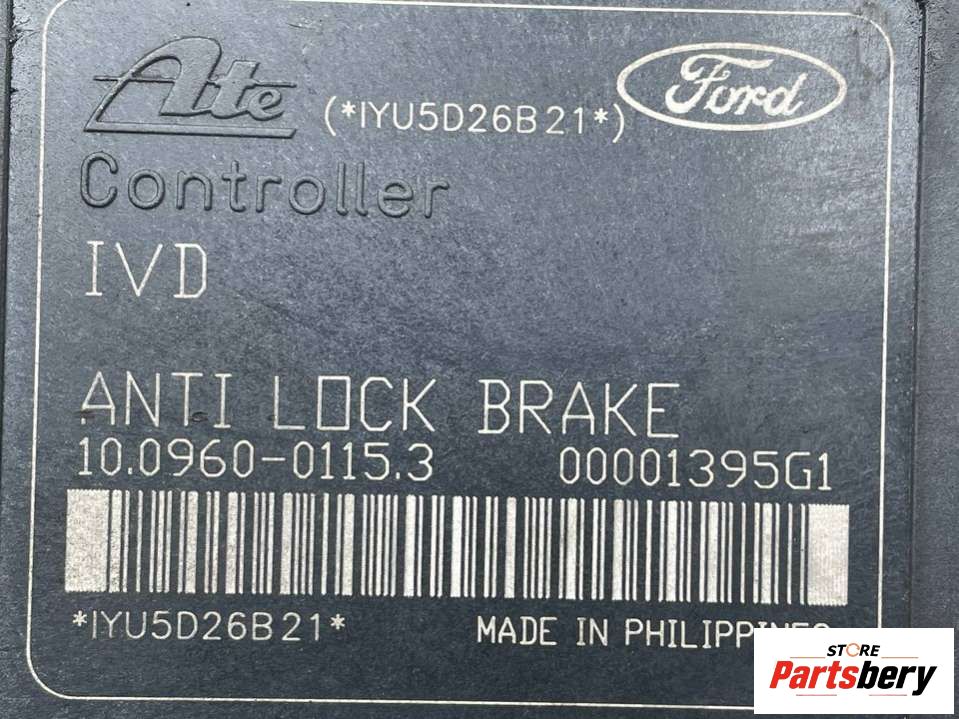 Ate (*IYU5D26B21*) Ford
Controller
IVD
ANTI LOCK BRAKE
10.0960-0115.3 00001395G1
*IYU5D26B21* MADE IN PHILIPPINES
STORE
Partsbery